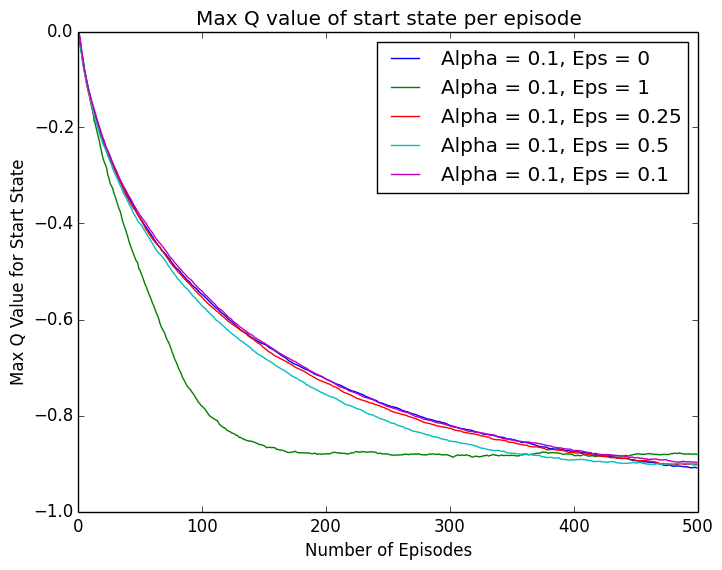 Max Q value of start state per episode
Alpha = 0.1, Eps = 0
Alpha = 0.1, Eps = 1
Alpha = 0.1, Eps = 0.25
Alpha = 0.1, Eps = 0.5
Alpha = 0.1, Eps = 0.1
Max Q Value for Start State
0.0
−0.2
−0.4
−0.6
−0.8
−1.0
0 100 200 300 400 500
Number of Episodes